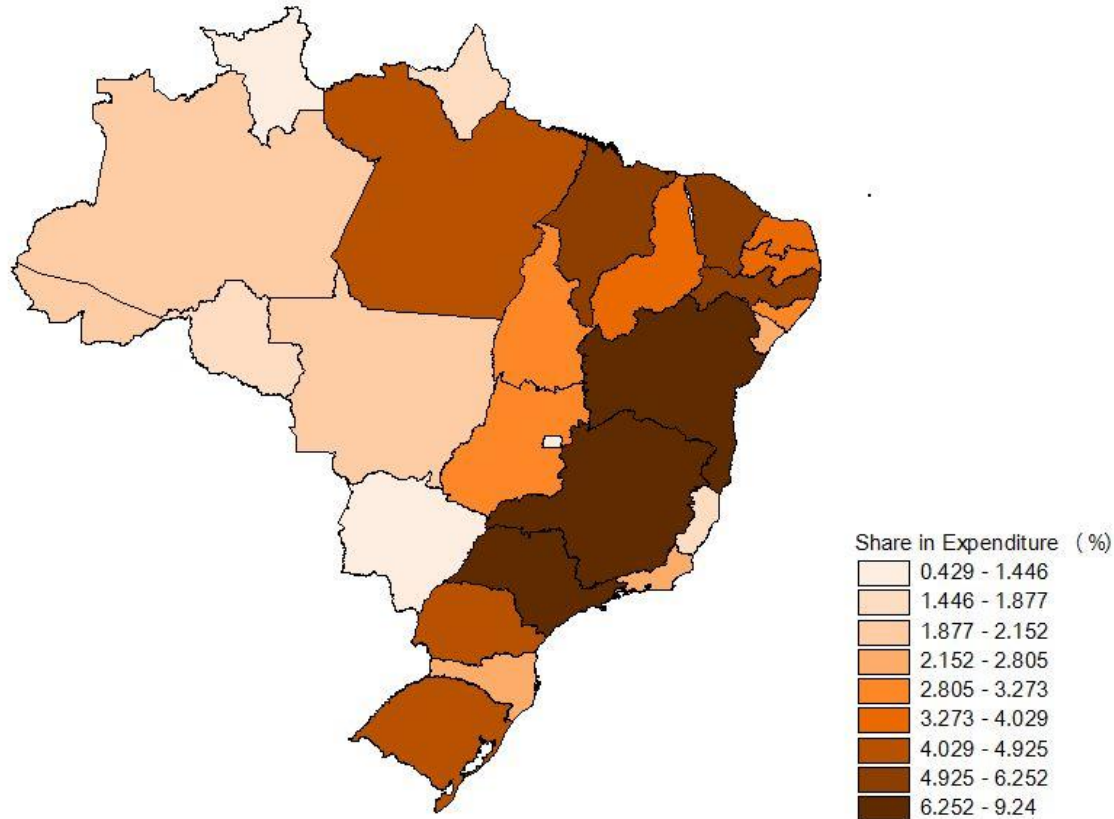 Share in Expenditure (%)
0.429 - 1.446
1.446 - 1.877
1.877 - 2.152
2.152 - 2.805
2.805 - 3.273
3.273 - 4.029
4.029 - 4.925
4.925 - 6.252
6.252 - 9.24